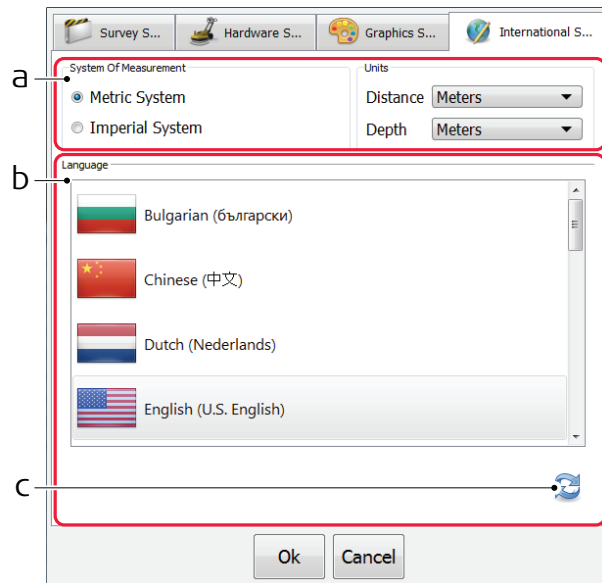 Survey S...
Hardware S...
Graphics S...
International S...
a
System Of Measurement
Units
Metric System
Distance Meters
Imperial System
Depth Meters
b
Language
Bulgarian (български)
Chinese (中文)
Dutch (Nederlands)
English (U.S. English)
c
Ok
Cancel